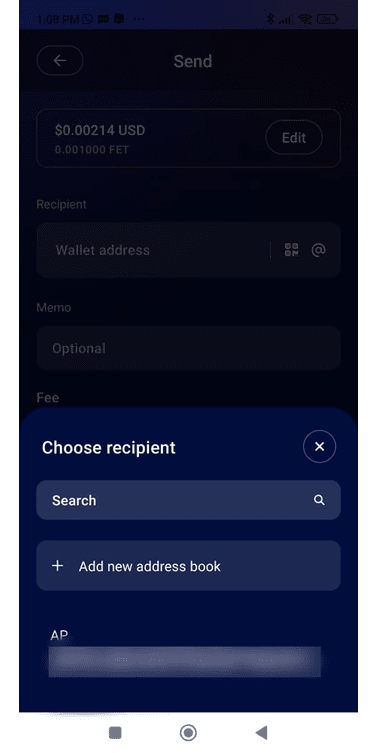 1:08 PM
Send
$0.00214 USD
0.001000 FET
Edit
Recipient
Wallet address
Memo
Optional
Fee
Choose recipient
Search
Add new address book
AP